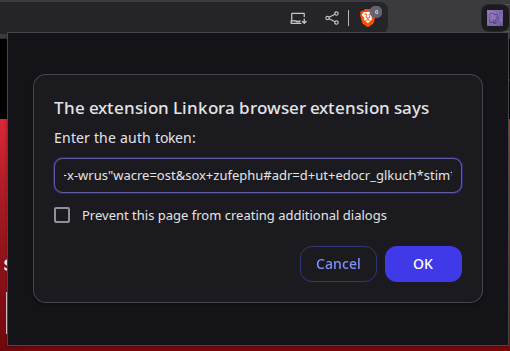 The extension Linkora browser extension says
Enter the auth token:
-x-wrus"wacre=ost&sox+zufephu#adr=d+ut+edocr_glkuch*stim
Prevent this page from creating additional dialogs
Cancel
OK